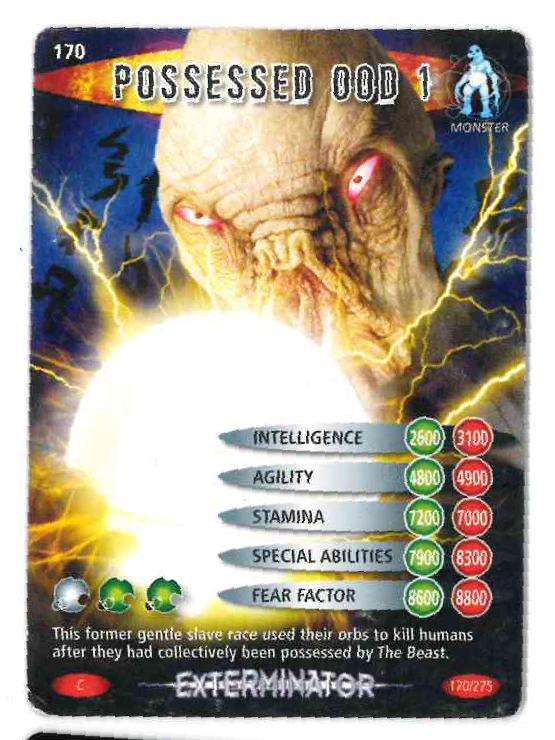 170
POSSESSED OOD 1
MONSTER
INTELLIGENCE 2600 3100
AGILITY 4800 4900
STAMINA 7200 7000
SPECIAL ABILITIES 7900 8300
FEAR FACTOR 8600 8800
This former gentle slave race used their orbs to kill humans
after they had collectively been possessed by The Beast.
C EXTERMINATOR 170/275